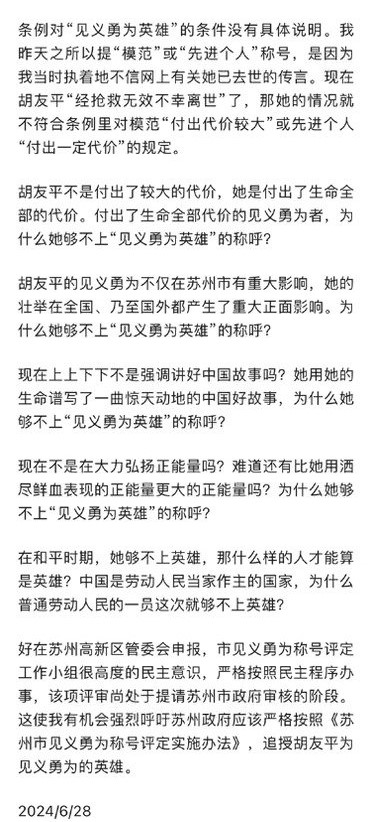 条例对“见义勇为英雄”的条件没有具体说明。我
昨天之所以提“模范”或“先进个人”称号，是因为
我当时执着地不信网上有关她已去世的传言。现在
胡友平“经抢救无效不幸离世”了，那她的情况就
不符合条例里对模范“付出代价较大”或先进个人
“付出一定代价”的规定。
胡友平不是付出了较大的代价，她是付出了生命全
部的代价。付出了生命全部代价的见义勇为者，为
什么她够不上“见义勇为英雄”的称呼？
胡友平的见义勇为不仅在苏州市有重大影响，她的
壮举在全国、乃至国外都产生了重大正面影响。为
什么她够不上“见义勇为英雄”的称呼？
现在上上下下不是强调讲好中国故事吗？她用她的
生命谱写了一曲惊天动地的中国好故事，为什么她
够不上“见义勇为英雄”的称呼？
现在不是在大力弘扬正能量吗？难道还有比她用洒
尽鲜血表现的正能量更大的正能量吗？为什么她够
不上“见义勇为英雄”的称呼？
在和平时期，她够不上英雄，那什么样的人才能算
是英雄？中国是劳动人民当家作主的国家，为什么
普通劳动人民的一员这次就够不上英雄？
好在苏州高新区管委会申报，市见义勇为称号评定
工作小组很高度的民主意识，严格按照民主程序办
事，该项评审尚处于提请苏州市政府审核的阶段。
这使我有机会强烈呼吁苏州政府应该严格按照《苏
州市见义勇为称号评定实施办法》，追授胡友平为
见义勇为的英雄。
2024/6/28